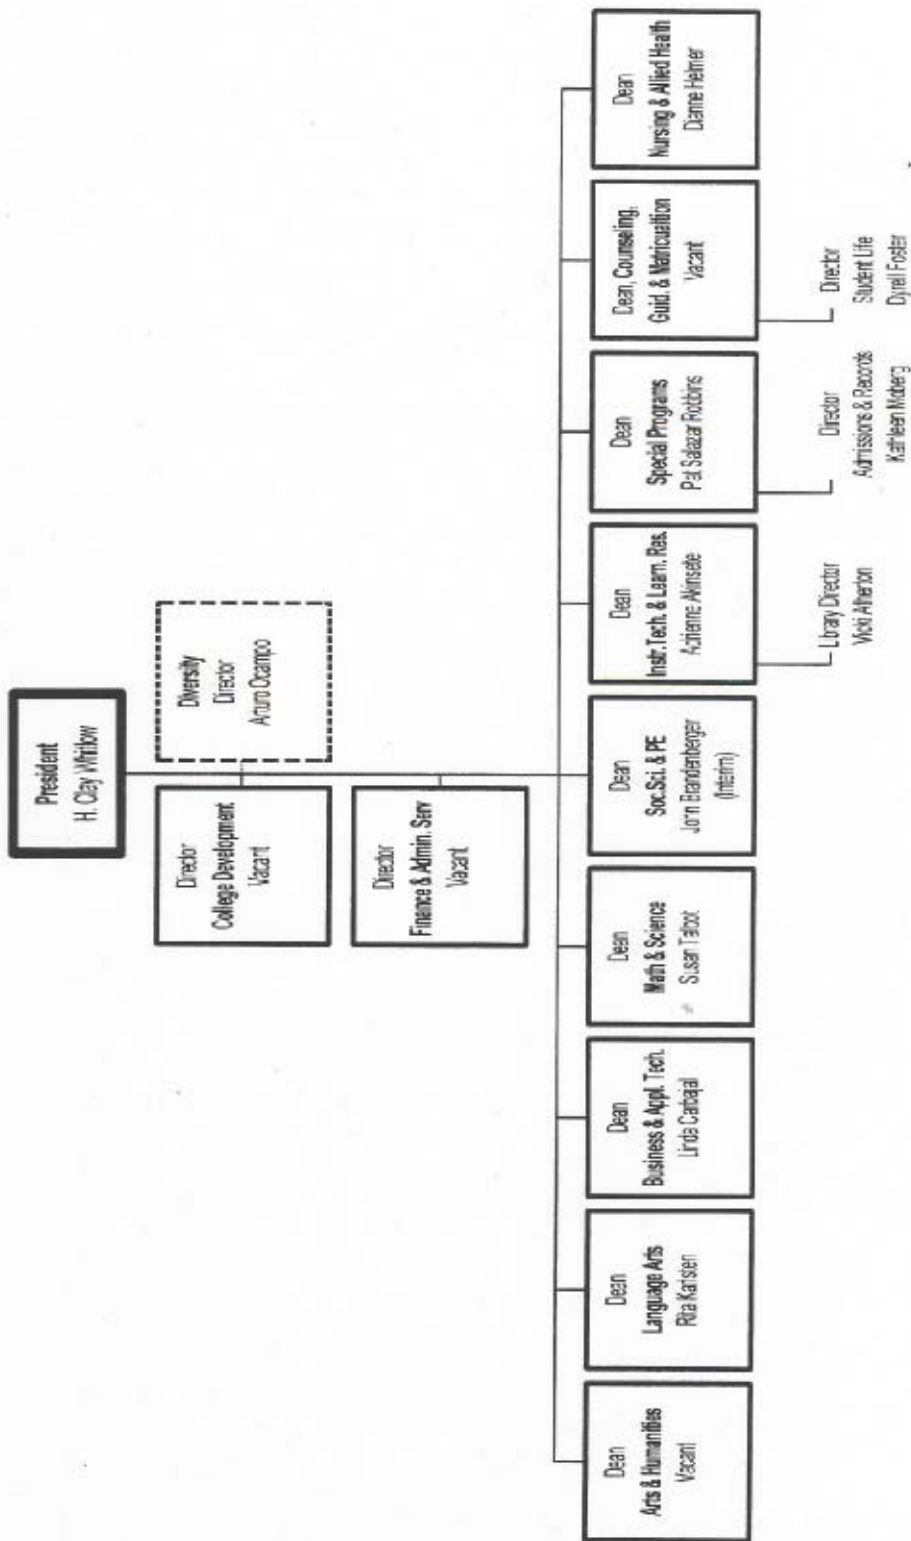 President
H. Clay Whitlow
Diversity
Director
Arturo Ocampo
Director
College Development
Vacant
Director
Finance & Admin. Serv
Vacant
Dean
Arts & Humanities
Vacant
Dean
Language Arts
Rita Karlsten
Dean
Business & Appl. Tech.
Linda Carbajal
Dean
Math & Science
Susan Talbot
Dean
Soc.Sci. & PE
John Brandenberger
(Interim)
Dean
Instr.Tech. & Learn. Res.
Adrienne Akinsete
Library Director
Vicki Atherton
Dean
Special Programs
Pat Salazar Robbins
Director
Admissions & Records
Kathleen Moberg
Dean, Counseling,
Guid. & Matricualtion
Vacant
Director
Student Life
Dyrell Foster
Dean
Nursing & Allied Health
Dianne Helmer